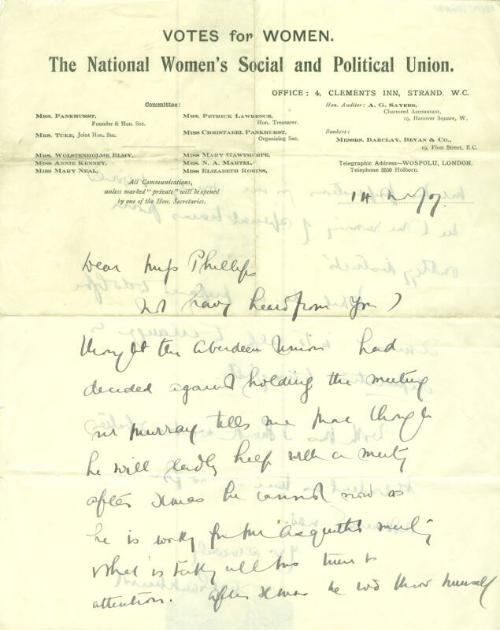 VOTES for WOMEN.
The National Women's Social and Political Union.
OFFICE: 4, CLEMENTS INN, STRAND, W.C.
Committee:
MRS. PANKHURST,
Founder & Hon. Sec.
MRS. TUKE, Joint Hon. Sec.
MRS. WOLSTENHOLME ELMY,
MISS ANNIE KENNEY,
MISS MARY NEAL,
MRS. PETHICK LAWRENCE,
Hon. Treasurer.
MISS CHRISTABEL PANKHURST,
Organising Sec.
MISS MARY GAWTHORPE,
MRS. N. A. MARTEL,
MISS ELIZABETH ROBINS,
Hon. Auditor: A. G. SAYERS,
Chartered Accountant,
19, Hanover Square, W.
Bankers:
MESSRS. BARCLAY, BEVAN & CO.,
19, Fleet Street, E.C.
Telegraphic Address—WOSPOLU, LONDON.
Telephone 5550 Holborn.
All Communications,
unless marked "private" will be opened
by one of the Hon. Secretaries.
14
Dear Miss Phillips
Not having heard from you I
thought the Aberdeen Union had
decided against holding the meeting
Mr Murray tells me that though
he will gladly help with a meeting
after Xmas he cannot now as
he is working for Mr Asquith's meeting
which is taking all his time &
attention. After Xmas he wd throw himself